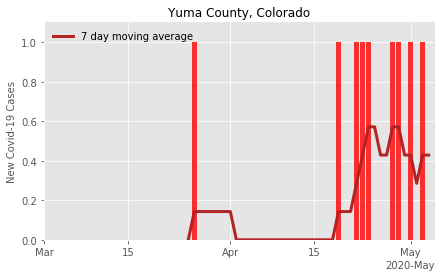 Yuma County, Colorado
7 day moving average
New Covid-19 Cases
1.0
0.8
0.6
0.4
0.2
0.0
Mar 15 Apr 15 May
2020-May